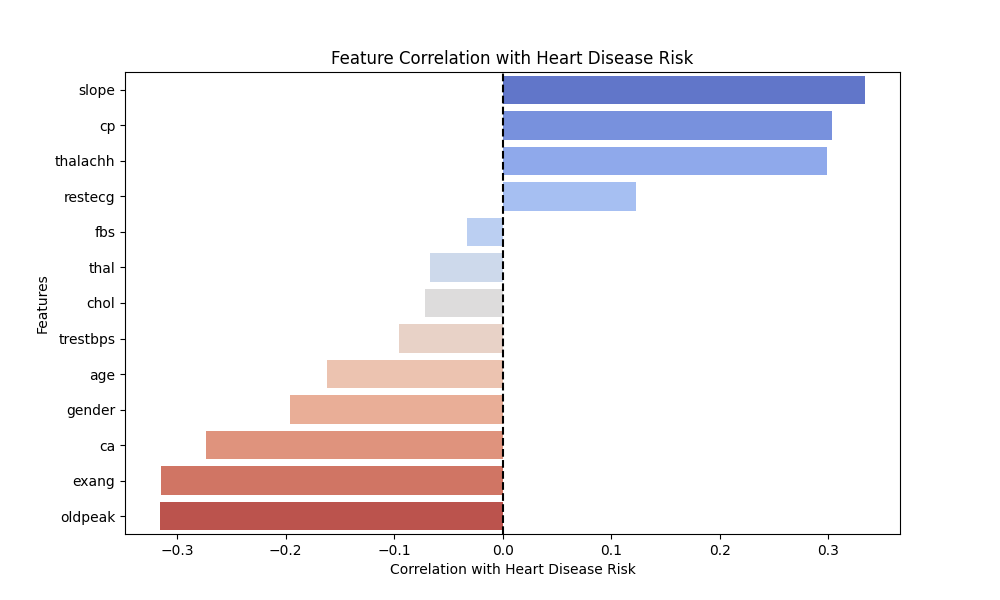 Feature Correlation with Heart Disease Risk
slope
cp
thalachh
restecg
fbs
thal
chol
trestbps
age
gender
ca
exang
oldpeak
Features
−0.3 −0.2 −0.1 0.0 0.1 0.2 0.3
Correlation with Heart Disease Risk